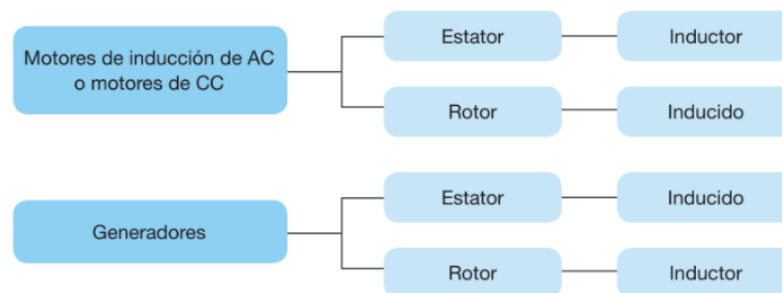 Motores de inducción de AC
o motores de CC
Estator
Inductor
Rotor
Inducido
Generadores
Estator
Inducido
Rotor
Inductor